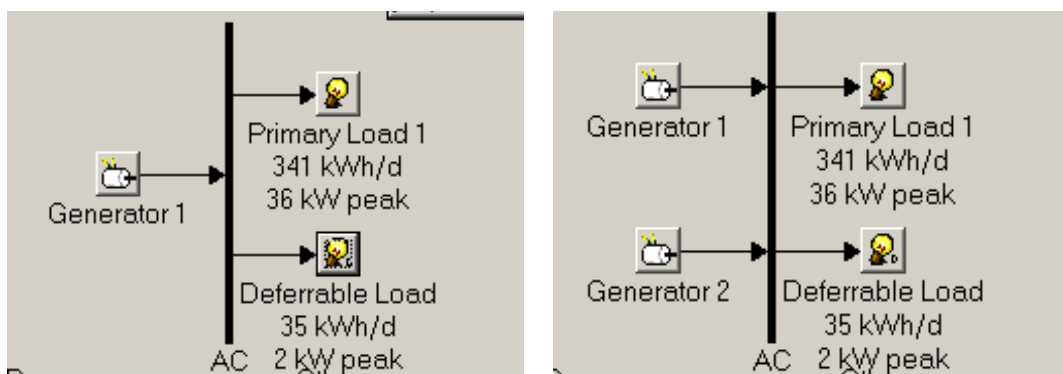 Primary Load 1
341 kWh/d
36 kW peak
Generator 1
Deferrable Load
35 kWh/d
AC 2 kW peak
Generator 1
Primary Load 1
341 kWh/d
36 kW peak
Generator 2
Deferrable Load
35 kWh/d
AC 2 kW peak